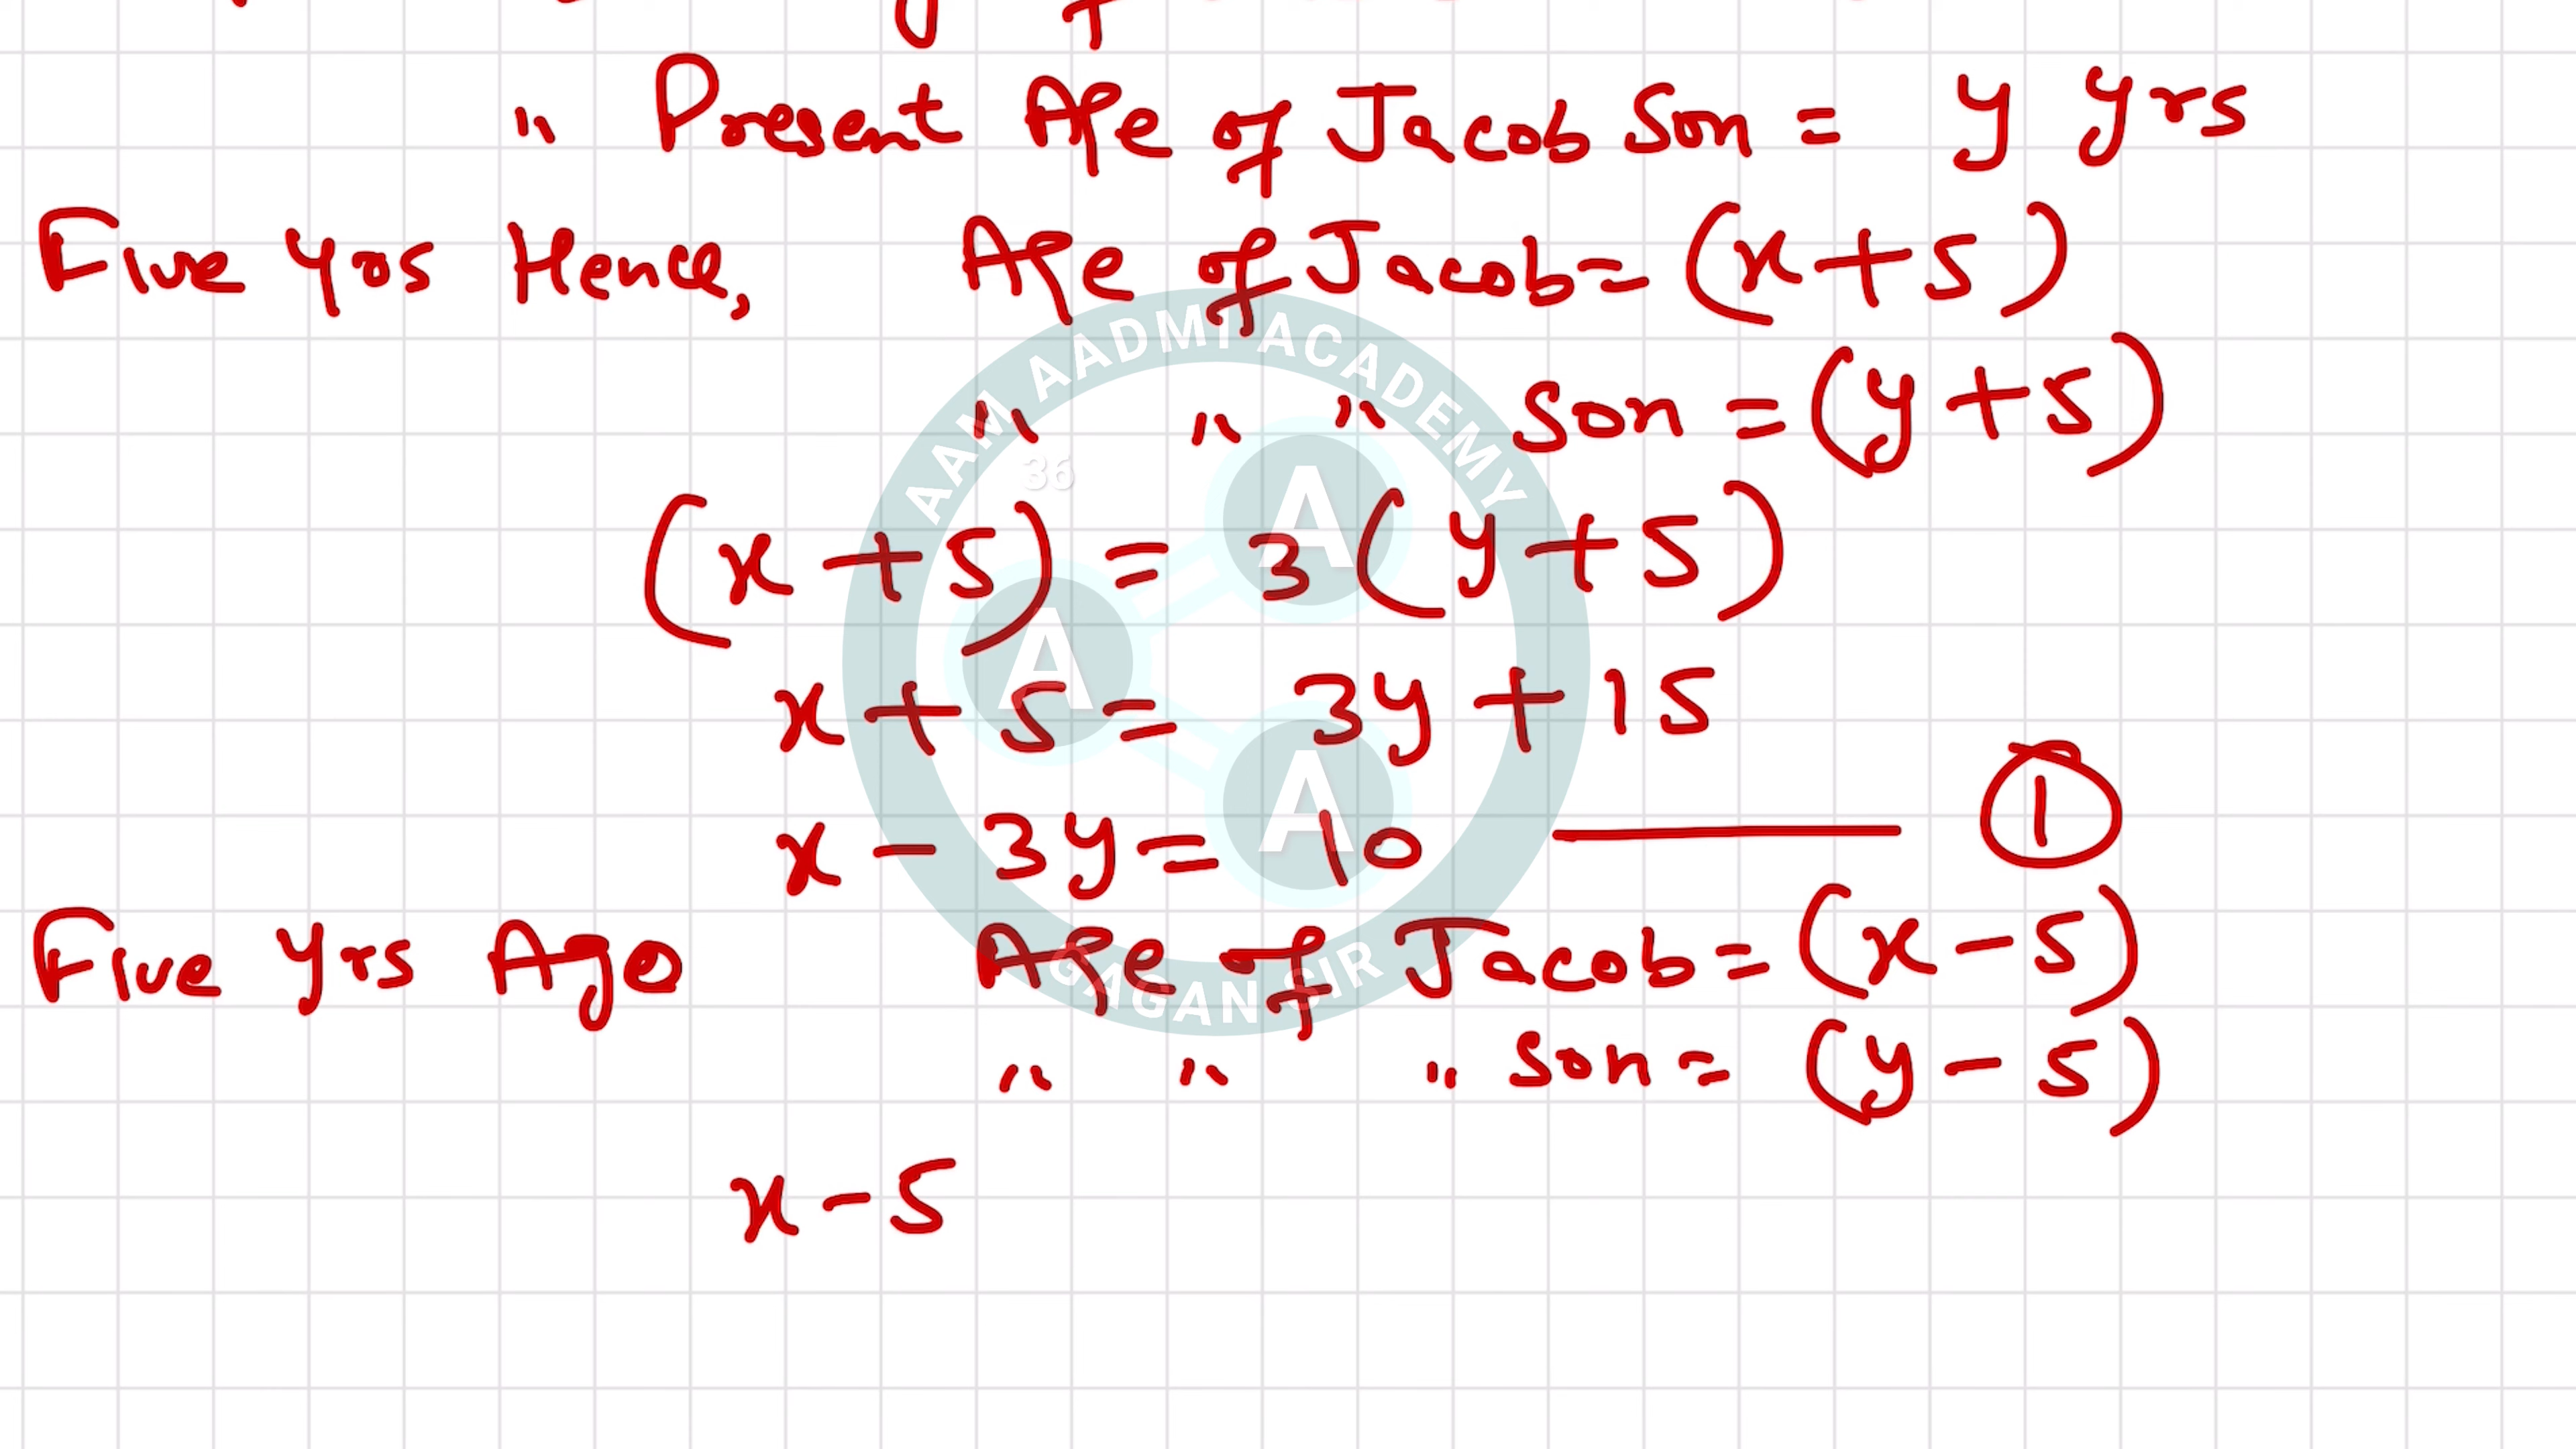 " Present Age of Jacob Son = y yrs
Five yrs Hence, Age of Jacob = (x+5)
" " " Son = (y+5)
(x+5) = 3(y+5)
x+5 = 3y+15
x-3y = 10 ——— ①
Five yrs Ago Age of Jacob = (x-5)
" " " Son = (y-5)
x-5
AAM AADMI ACADEMY
36
A
A
A
GAGAN SIR